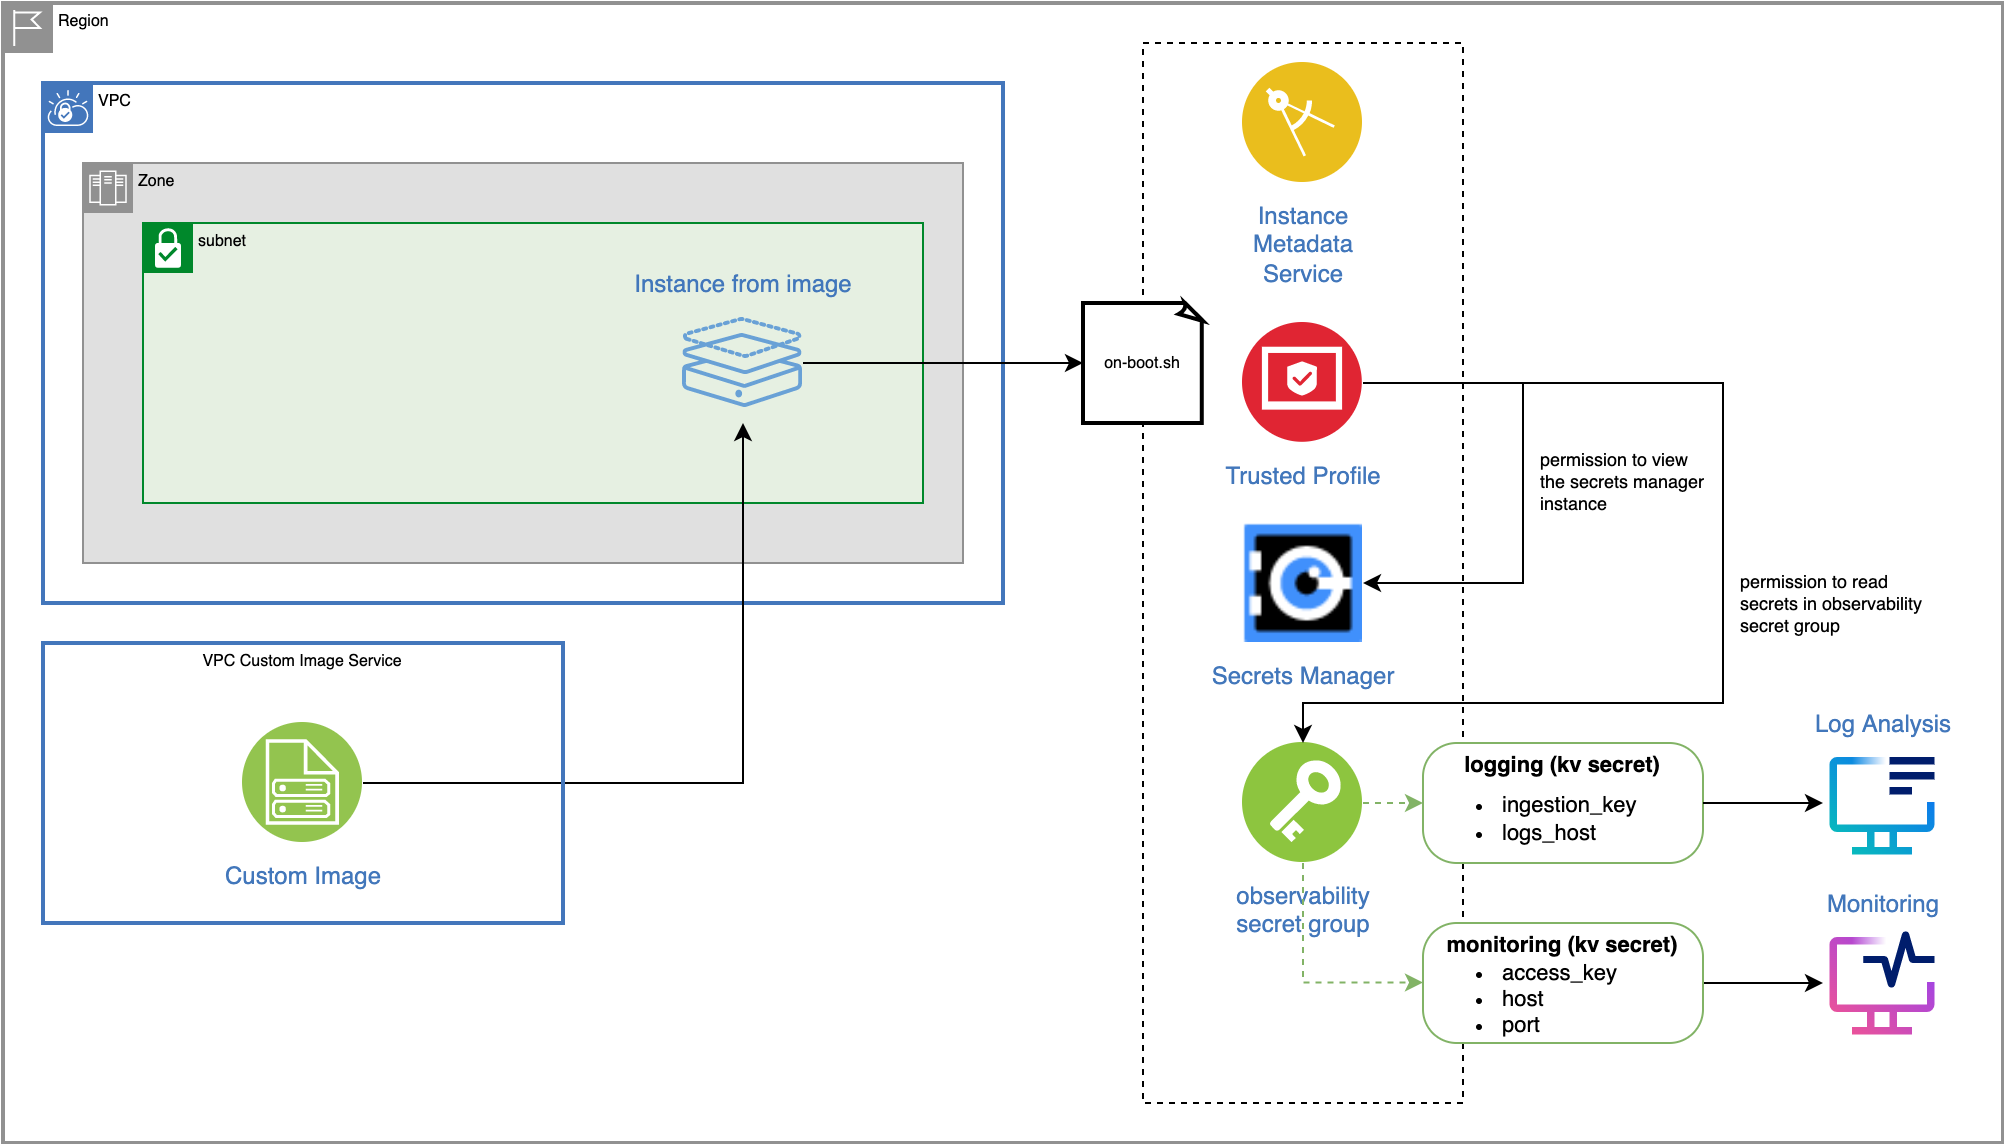 Region
VPC
Zone
subnet
Instance from image
on-boot.sh
VPC Custom Image Service
Custom Image
Instance
Metadata
Service
Trusted Profile
permission to view
the secrets manager
instance
Secrets Manager
permission to read
secrets in observability
secret group
observability
secret group
logging (kv secret)
• ingestion_key
• logs_host
Log Analysis
monitoring (kv secret)
• access_key
• host
• port
Monitoring